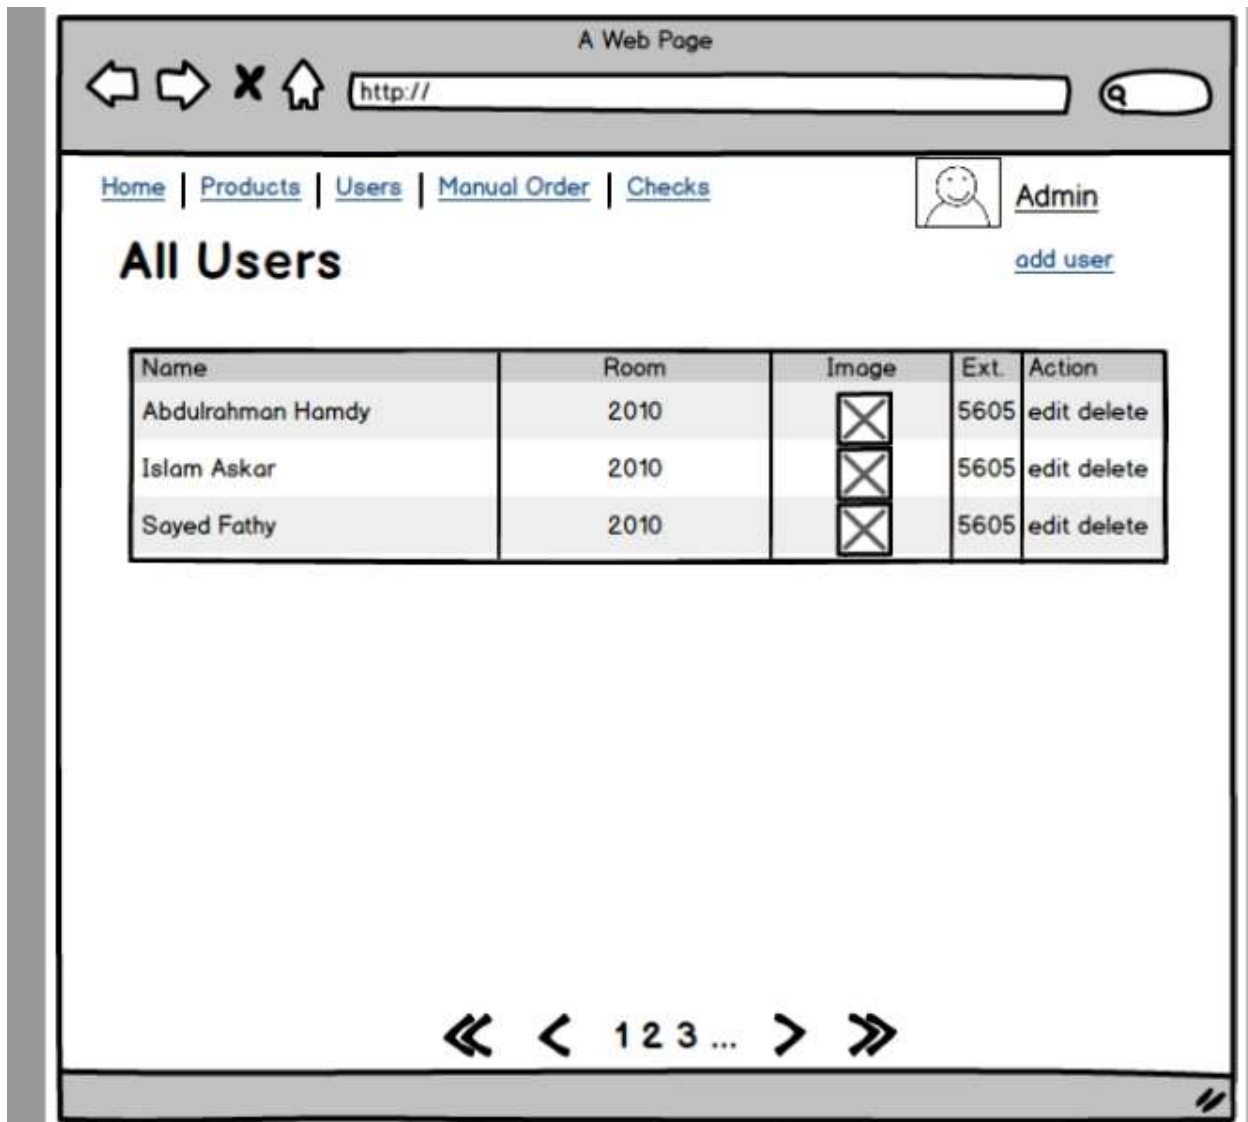 A Web Page
http://
Home | Products | Users | Manual Order | Checks
Admin
All Users
add user
Name Room Image Ext. Action
Abdulrahman Hamdy 2010 5605 edit delete
Islam Askar 2010 5605 edit delete
Sayed Fathy 2010 5605 edit delete
1 2 3 ...